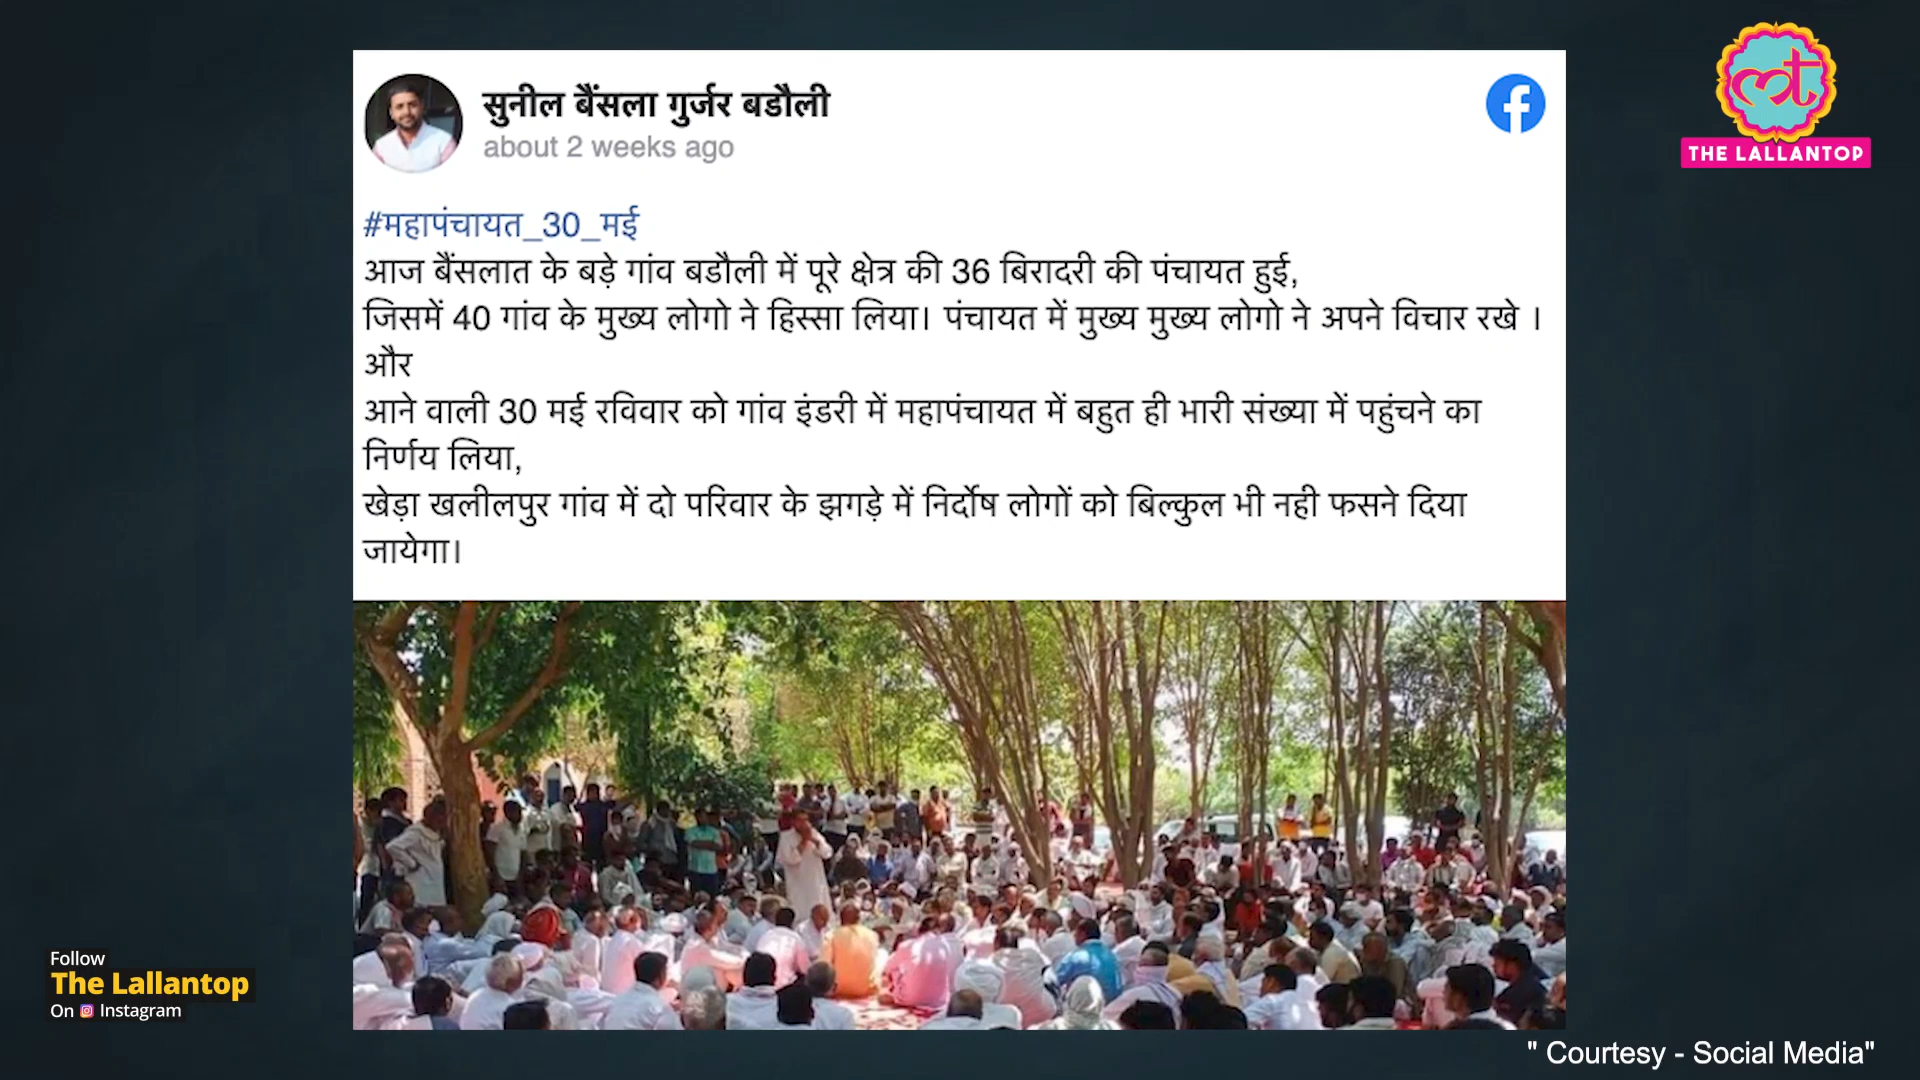 सुनील बैंसला गुर्जर बडौली
about 2 weeks ago
THE LALLANTOP
#महापंचायत_30_मई
आज बैंसलात के बड़े गांव बडौली में पूरे क्षेत्र की 36 बिरादरी की पंचायत हुई,
जिसमें 40 गांव के मुख्य लोगो ने हिस्सा लिया। पंचायत में मुख्य मुख्य लोगो ने अपने विचार रखे ।
और
आने वाली 30 मई रविवार को गांव इंडरी में महापंचायत में बहुत ही भारी संख्या में पहुंचने का
निर्णय लिया,
खेड़ा खलीलपुर गांव में दो परिवार के झगड़े में निर्दोष लोगों को बिल्कुल भी नही फसने दिया
जायेगा।
Follow
The Lallantop
On Instagram
" Courtesy - Social Media"